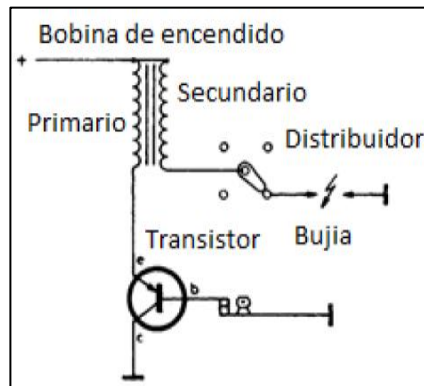 Bobina de encendido
+
Secundario
Primario
Distribuidor
Transistor
Bujia
e
b
c